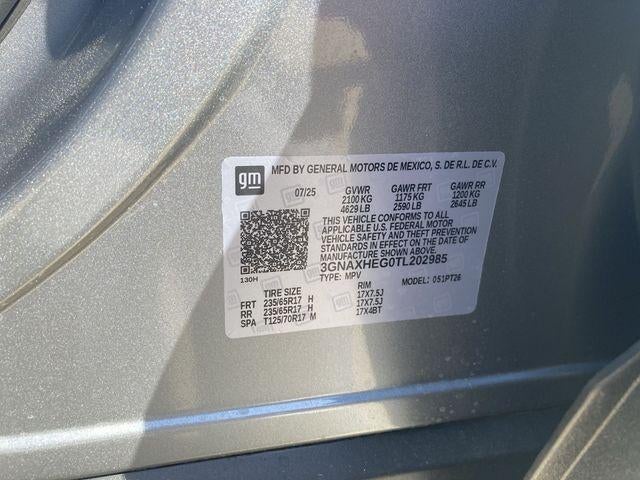 gm MFD BY GENERAL MOTORS DE MEXICO, S. DE R.L. DE C.V.
07/25 GVWR GAWR FRT GAWR RR
2100 KG 1175 KG 1200 KG
4629 LB 2590 LB 2645 LB
THIS VEHICLE CONFORMS TO ALL
APPLICABLE U.S. FEDERAL MOTOR
VEHICLE SAFETY AND THEFT PREVENTION
STANDARDS IN EFFECT ON THE DATE OF
MANUFACTURE SHOWN ABOVE.
3GNAXHEG0TL202985
130H TYPE: MPV MODEL: 051PT26
TIRE SIZE RIM
FRT 235/65R17 H 17X7.5J
RR 235/65R17 H 17X7.5J
SPA T125/70R17 M 17X4BT